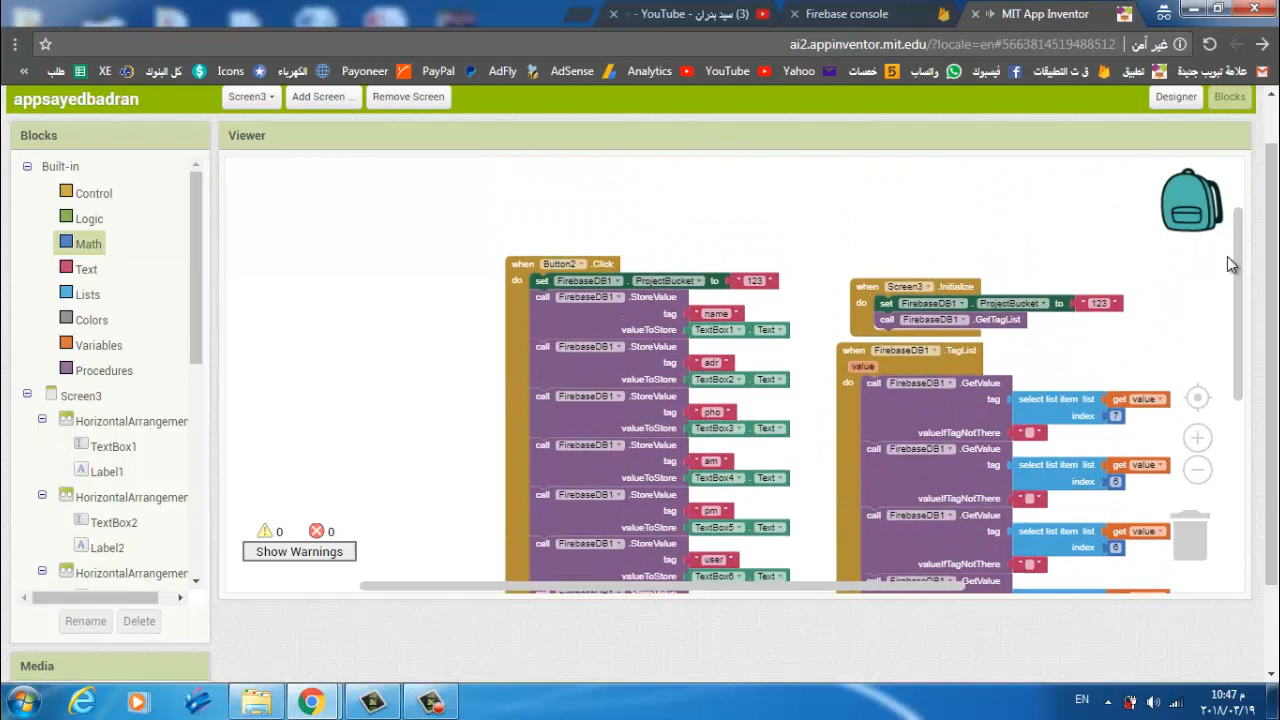 (3) سيد بدران - YouTube
Firebase console
MIT App Inventor
ai2.appinventor.mit.edu/?locale=en#5663814519488512
غير آمن
علامة تبويب جديدة
تطبيق
ق ت التطبيقات
فيسبوك
واتساب
خمسات
Yahoo
YouTube
Analytics
AdSense
AdFly
PayPal
Payoneer
الكهرباء
Icons
كل البنوك
XE
طلب
appsayedbadran
Screen3
Add Screen ...
Remove Screen
Designer
Blocks
Blocks
Viewer
Built-in
Control
Logic
Math
Text
Lists
Colors
Variables
Procedures
Screen3
HorizontalArrangemen
TextBox1
Label1
HorizontalArrangemen
TextBox2
Label2
HorizontalArrangemen
Rename
Delete
Media
when Button2 .Click
do set FirebaseDB1 . ProjectBucket to " 123 "
call FirebaseDB1 .StoreValue
tag " name "
valueToStore TextBox1 . Text
call FirebaseDB1 .StoreValue
tag " adr "
valueToStore TextBox2 . Text
call FirebaseDB1 .StoreValue
tag " pho "
valueToStore TextBox3 . Text
call FirebaseDB1 .StoreValue
tag " am "
valueToStore TextBox4 . Text
call FirebaseDB1 .StoreValue
tag " pm "
valueToStore TextBox5 . Text
call FirebaseDB1 .StoreValue
tag " user "
valueToStore TextBox6 . Text
when Screen3 .Initialize
do set FirebaseDB1 . ProjectBucket to " 123 "
call FirebaseDB1 .GetTagList
when FirebaseDB1 .TagList
value
do call FirebaseDB1 .GetValue
tag select list item list get value
index 7
valueIfTagNotThere " "
call FirebaseDB1 .GetValue
tag select list item list get value
index 6
valueIfTagNotThere " "
call FirebaseDB1 .GetValue
tag select list item list get value
index 6
valueIfTagNotThere " "
call FirebaseDB1 .GetValue
0 0
Show Warnings
EN
10:47 م
٢٠١٨/٠٣/١٩